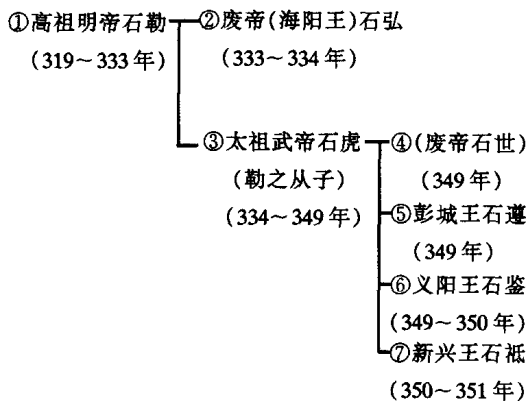 ①高祖明帝石勒
(319~333年)
②废帝(海阳王)石弘
(333~334年)
③太祖武帝石虎
(勒之从子)
(334~349年)
④(废帝石世)
(349年)
⑤彭城王石遵
(349年)
⑥义阳王石鉴
(349~350年)
⑦新兴王石祗
(350~351年)